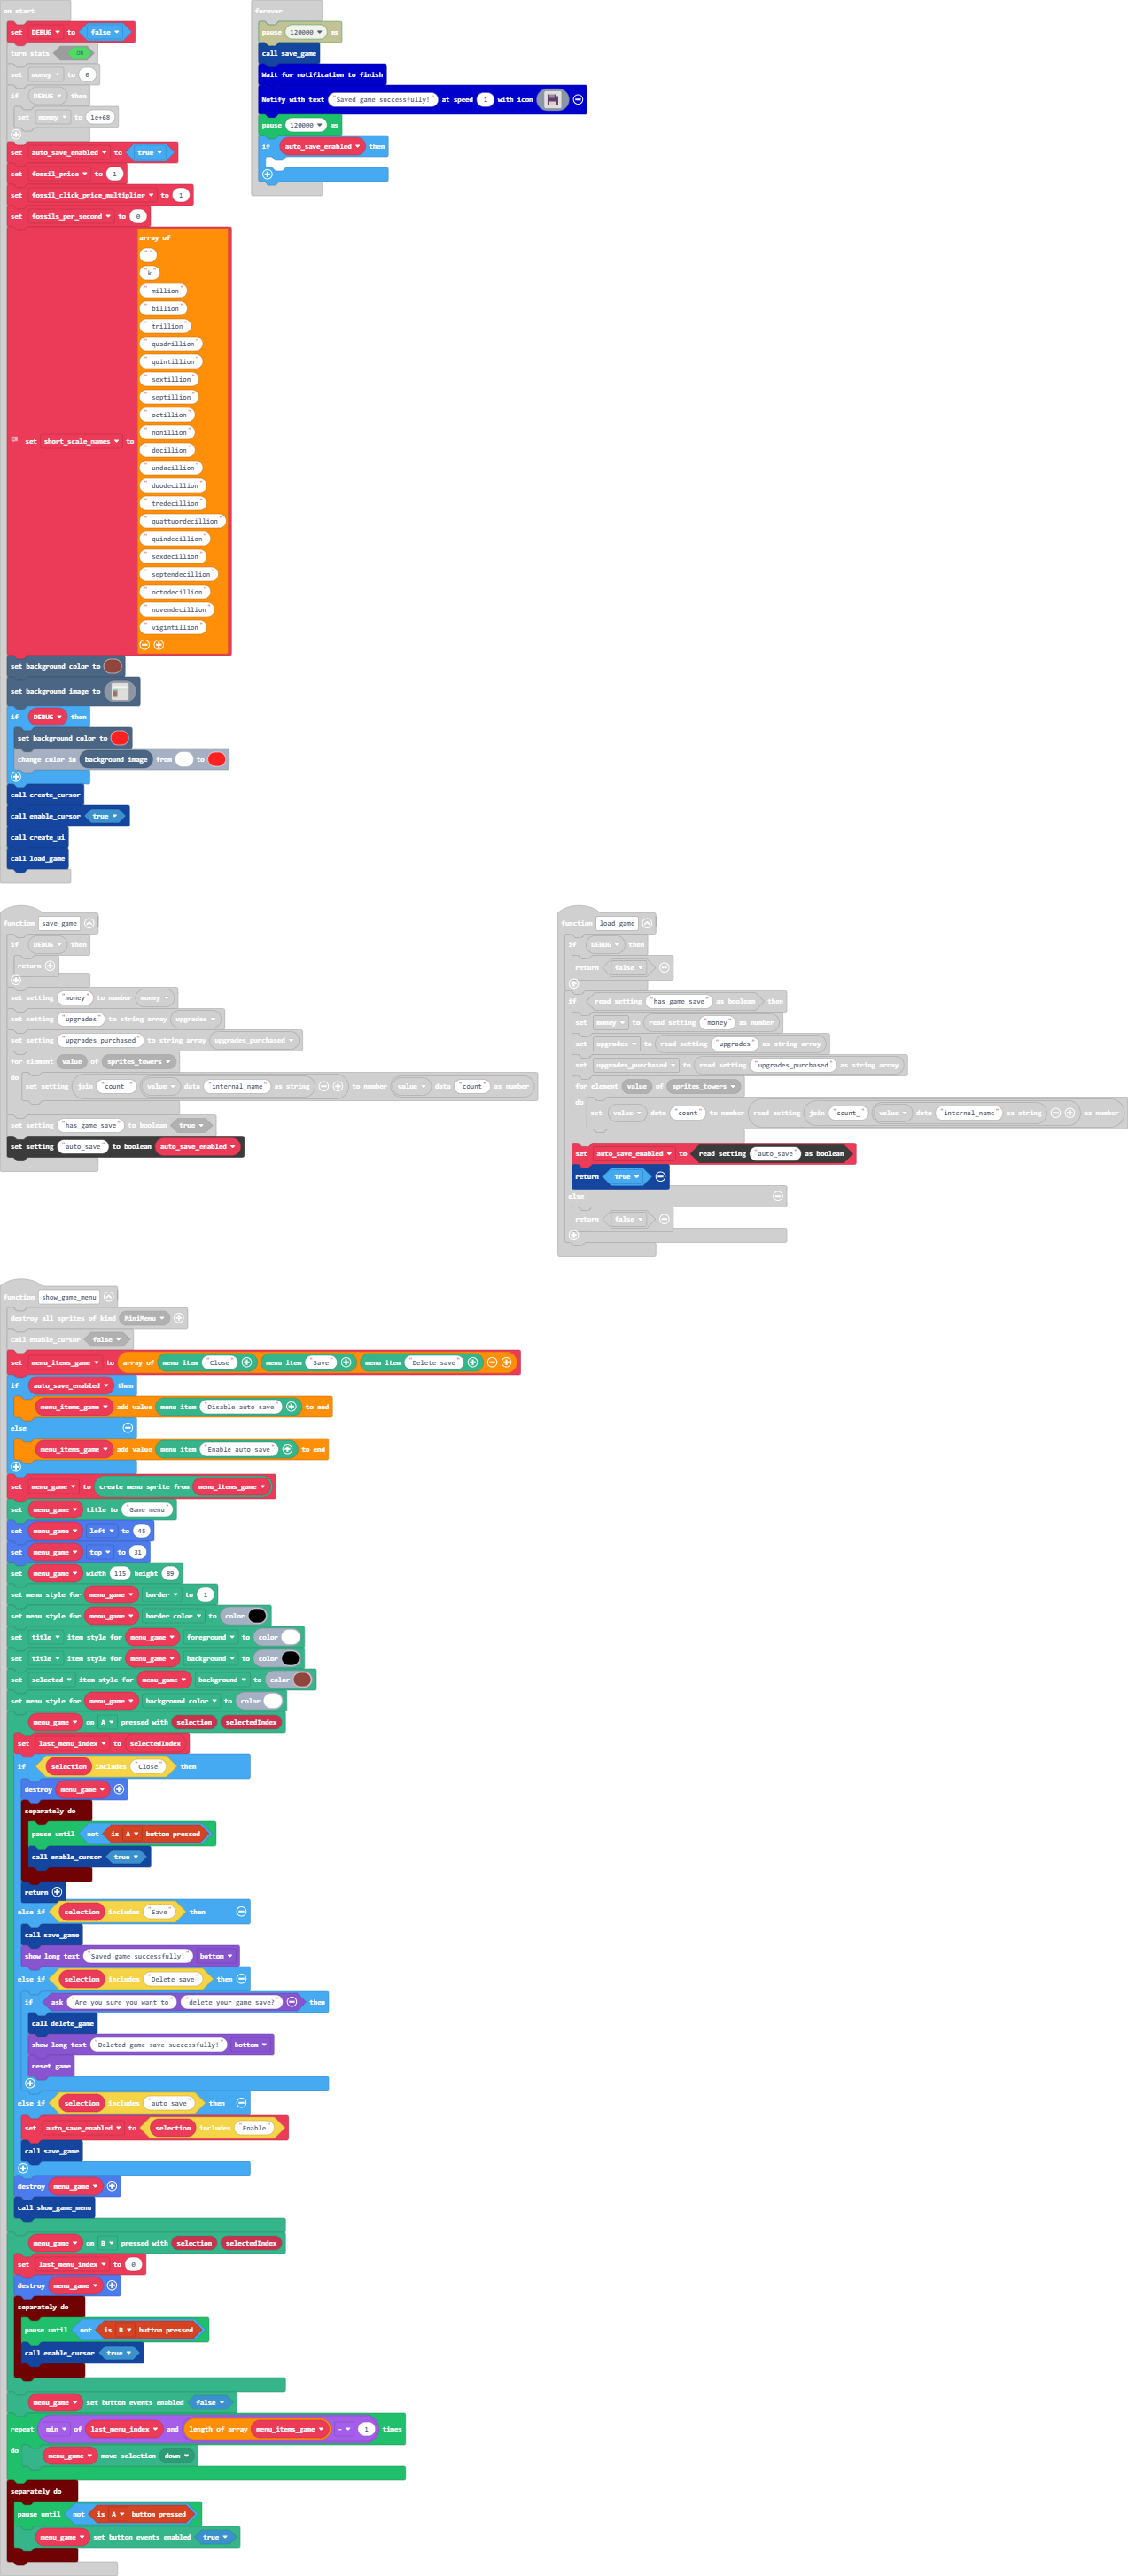 on start
set DEBUG to false
turn stats ON
set money to 0
if DEBUG then
set money to 1e+68
set auto_save_enabled to true
set fossil_price to 1
set fossil_click_price_multiplier to 1
set fossils_per_second to 0
set short_scale_names to
array of
" "
" k "
" million "
" billion "
" trillion "
" quadrillion "
" quintillion "
" sextillion "
" septillion "
" octillion "
" nonillion "
" decillion "
" undecillion "
" duodecillion "
" tredecillion "
" quattuordecillion "
" quindecillion "
" sexdecillion "
" septendecillion "
" octodecillion "
" novemdecillion "
" vigintillion "
set background color to
set background image to
if DEBUG then
set background color to
change color in background image from to
call create_cursor
call enable_cursor true
call create_ui
call load_game
forever
pause 120000 ms
call save_game
Wait for notification to finish
Notify with text "Saved game successfully!" at speed 1 with icon
pause 120000 ms
if auto_save_enabled then
function save_game
if DEBUG then
return
set setting "money" to number money
set setting "upgrades" to string array upgrades
set setting "upgrades_purchased" to string array upgrades_purchased
for element value of sprites_towers
do
set setting join "count_" value data "internal_name" as string to number value data "count" as number
set setting "has_game_save" to boolean true
set setting "auto_save" to boolean auto_save_enabled
function load_game
if DEBUG then
return false
if read setting "has_game_save" as boolean then
set money to read setting "money" as number
set upgrades to read setting "upgrades" as string array
set upgrades_purchased to read setting "upgrades_purchased" as string array
for element value of sprites_towers
do
set value data "count" to number read setting join "count_" value data "internal_name" as string as number
set auto_save_enabled to read setting "auto_save" as boolean
return true
else
return false
function show_game_menu
destroy all sprites of kind MiniMenu
call enable_cursor false
set menu_items_game to array of menu item "Close" menu item "Save" menu item "Delete save"
if auto_save_enabled then
menu_items_game add value menu item "Disable auto save" to end
else
menu_items_game add value menu item "Enable auto save" to end
set menu_game to create menu sprite from menu_items_game
set menu_game title to "Game menu"
set menu_game left to 45
set menu_game top to 31
set menu_game width 115 height 89
set menu style for menu_game border to 1
set menu style for menu_game border color to color
set title item style for menu_game foreground to color
set title item style for menu_game background to color
set selected item style for menu_game background to color
set menu style for menu_game background color to color
menu_game on A pressed with selection selectedIndex
set last_menu_index to selectedIndex
if selection includes "Close" then
destroy menu_game
separately do
pause until not is A button pressed
call enable_cursor true
return
else if selection includes "Save" then
call save_game
show long text "Saved game successfully!" bottom
else if selection includes "Delete save" then
if ask "Are you sure you want to" "delete your game save?" then
call delete_game
show long text "Deleted game save successfully!" bottom
reset game
else if selection includes " auto save" then
set auto_save_enabled to selection includes "Enable"
call save_game
destroy menu_game
call show_game_menu
menu_game on B pressed with selection selectedIndex
set last_menu_index to 0
destroy menu_game
separately do
pause until not is B button pressed
call enable_cursor true
menu_game set button events enabled false
repeat min of last_menu_index and length of array menu_items_game - 1 times
do
menu_game move selection down
separately do
pause until not is A button pressed
menu_game set button events enabled true